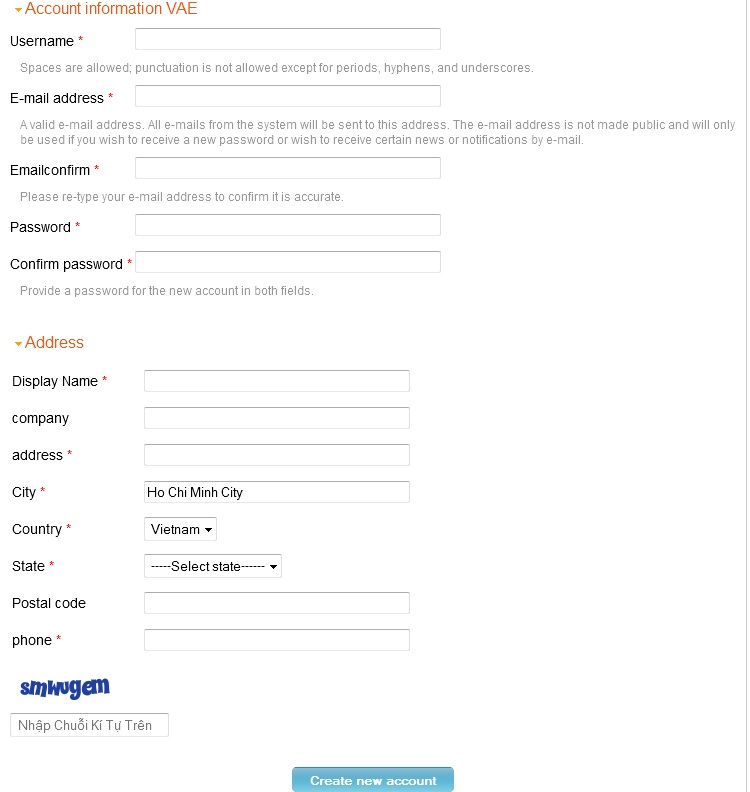 Account information VAE
Username *
Spaces are allowed; punctuation is not allowed except for periods, hyphens, and underscores.
E-mail address *
A valid e-mail address. All e-mails from the system will be sent to this address. The e-mail address is not made public and will only
be used if you wish to receive a new password or wish to receive certain news or notifications by e-mail.
Emailconfirm *
Please re-type your e-mail address to confirm it is accurate.
Password *
Confirm password *
Provide a password for the new account in both fields.
Address
Display Name *
company
address *
City * Ho Chi Minh City
Country * Vietnam
State * -----Select state------
Postal code
phone *
smwugem
Nhập Chuỗi Kí Tự Trên
Create new account